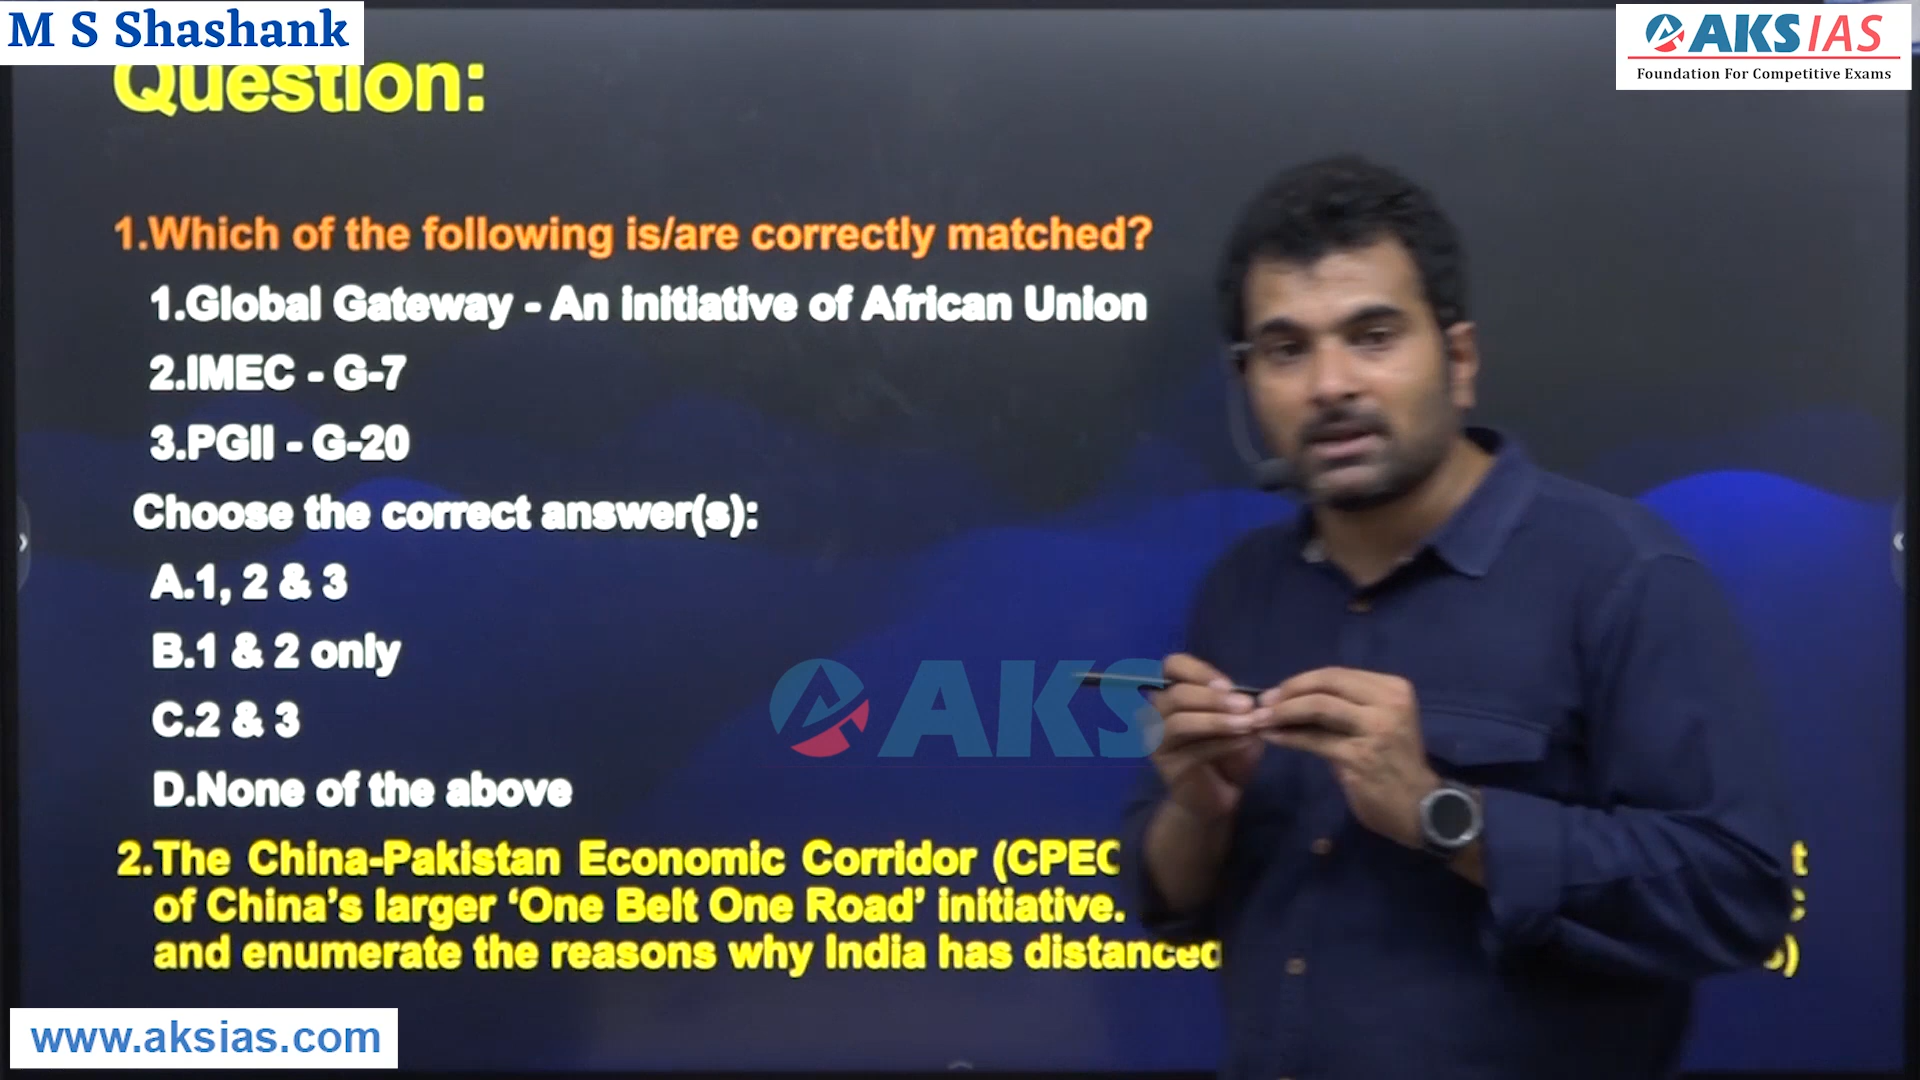 M S Shashank
AKS IAS
Foundation For Competitive Exams
Question:
1.Which of the following is/are correctly matched?
1.Global Gateway - An initiative of African Union
2.IMEC - G-7
3.PGII - G-20
Choose the correct answer(s):
A.1, 2 & 3
B.1 & 2 only
C.2 & 3
D.None of the above
AKS
2.The China-Pakistan Economic Corridor (CPEC
of China's larger ‘One Belt One Road’ initiative.
and enumerate the reasons why India has distanced
www.aksias.com